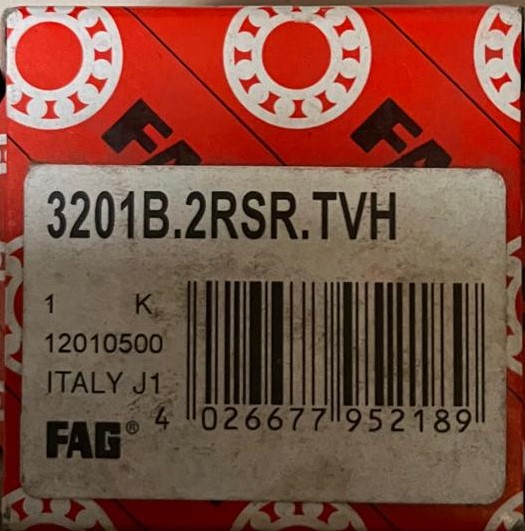 FAG
FAG
3201B.2RSR.TVH
1 K
12010500
ITALY J1
4 026677 952189
FAG®